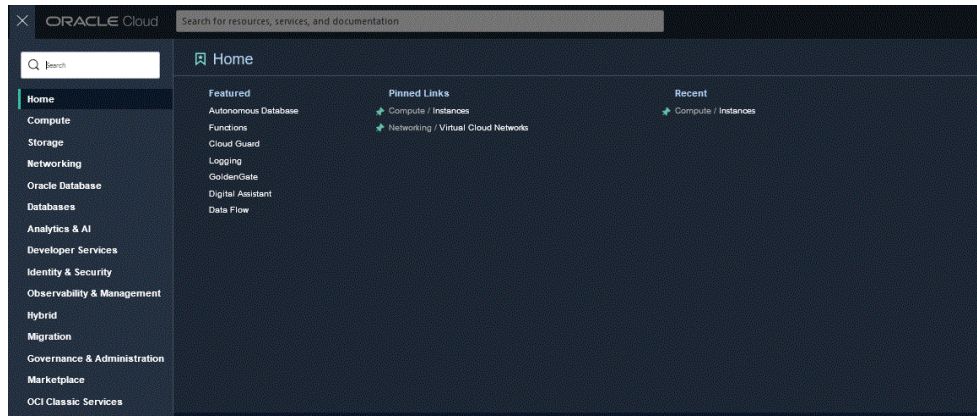 ORACLE Cloud
Search for resources, services, and documentation
Search
Home
Compute
Storage
Networking
Oracle Database
Databases
Analytics & AI
Developer Services
Identity & Security
Observability & Management
Hybrid
Migration
Governance & Administration
Marketplace
OCI Classic Services
Home
Featured
Autonomous Database
Functions
Cloud Guard
Logging
GoldenGate
Digital Assistant
Data Flow
Pinned Links
Compute / Instances
Networking / Virtual Cloud Networks
Recent
Compute / Instances